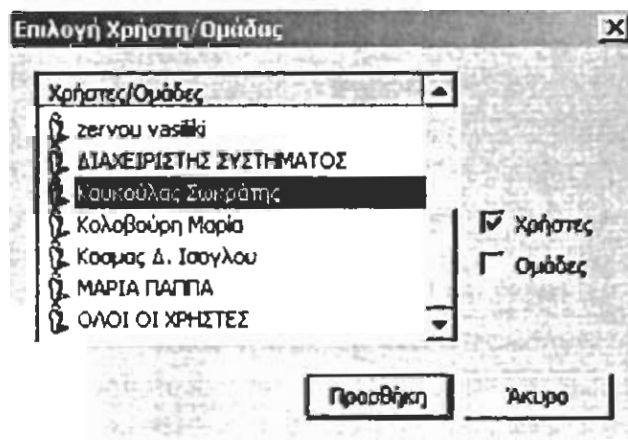 Επιλογή Χρήστη/Ομάδας
Χρήστες/Ομάδες
zervou vasiliki
ΔΙΑΧΕΙΡΙΣΤΗΣ ΣΥΣΤΗΜΑΤΟΣ
Καυκούλας Σωκράτης
Κολοβούρη Μαρία
Κοσμας Δ. Ισογλου
ΜΑΡΙΑ ΠΑΠΠΑ
ΟΛΟΙ ΟΙ ΧΡΗΣΤΕΣ
Χρήστες
Ομάδες
Προσθήκη
Άκυρο